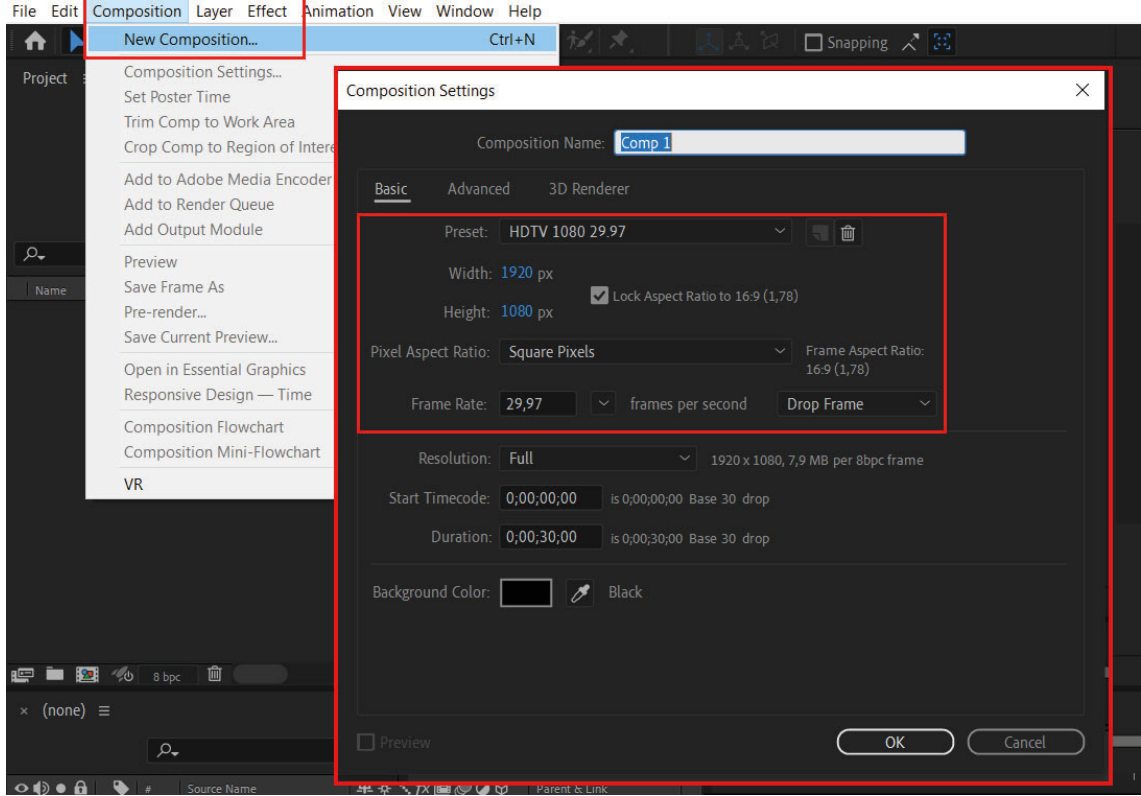 File Edit Composition Layer Effect Animation View Window Help
New Composition... Ctrl+N
Snapping
Project
Composition Settings...
Set Poster Time
Trim Comp to Work Area
Crop Comp to Region of Intere
Add to Adobe Media Encoder
Add to Render Queue
Add Output Module
Preview
Save Frame As
Pre-render...
Save Current Preview...
Open in Essential Graphics
Responsive Design — Time
Composition Flowchart
Composition Mini-Flowchart
VR
Name
8 bpc
(none)
# Source Name
Parent & Link
Composition Settings
Composition Name: Comp 1
Basic Advanced 3D Renderer
Preset: HDTV 1080 29.97
Width: 1920 px
Lock Aspect Ratio to 16:9 (1,78)
Height: 1080 px
Pixel Aspect Ratio: Square Pixels
Frame Aspect Ratio:
16:9 (1,78)
Frame Rate: 29,97 frames per second Drop Frame
Resolution: Full 1920 x 1080, 7,9 MB per 8bpc frame
Start Timecode: 0;00;00;00 is 0;00;00;00 Base 30 drop
Duration: 0;00;30;00 is 0;00;30;00 Base 30 drop
Background Color: Black
Preview
OK Cancel